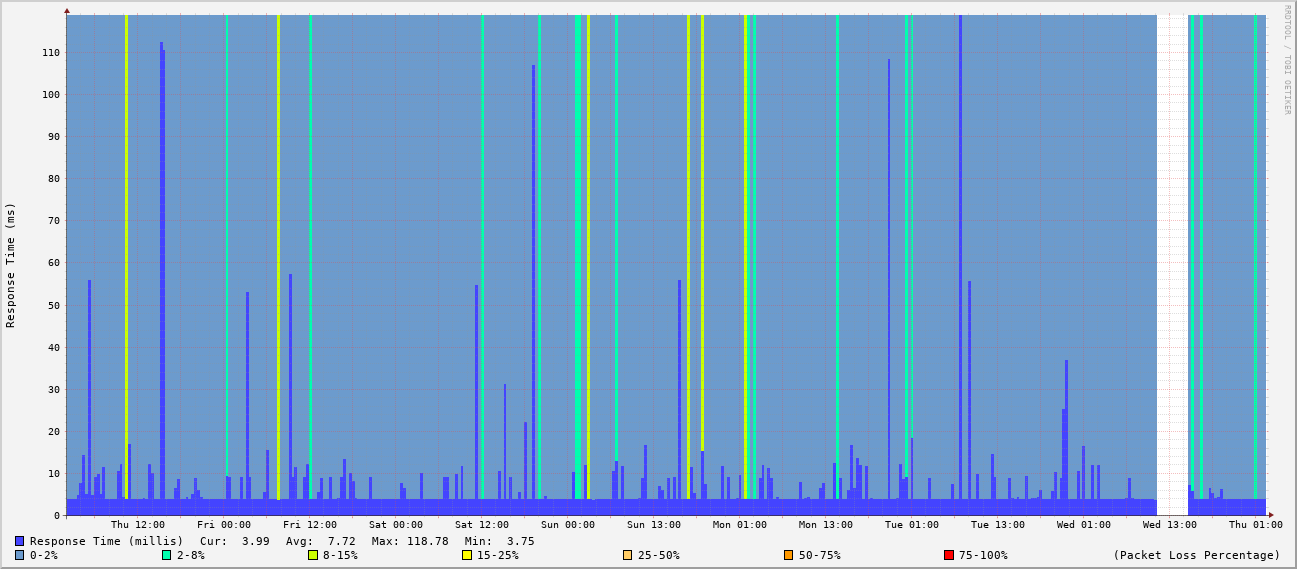 RRDTOOL / TOBI OETIKER
Response Time (ms)
110
100
90
80
70
60
50
40
30
20
10
0
Thu 12:00 Fri 00:00 Fri 12:00 Sat 00:00 Sat 12:00 Sun 00:00 Sun 13:00 Mon 01:00 Mon 13:00 Tue 01:00 Tue 13:00 Wed 01:00 Wed 13:00 Thu 01:00
Response Time (millis) Cur: 3.99 Avg: 7.72 Max: 118.78 Min: 3.75
0-2% 2-8% 8-15% 15-25% 25-50% 50-75% 75-100% (Packet Loss Percentage)